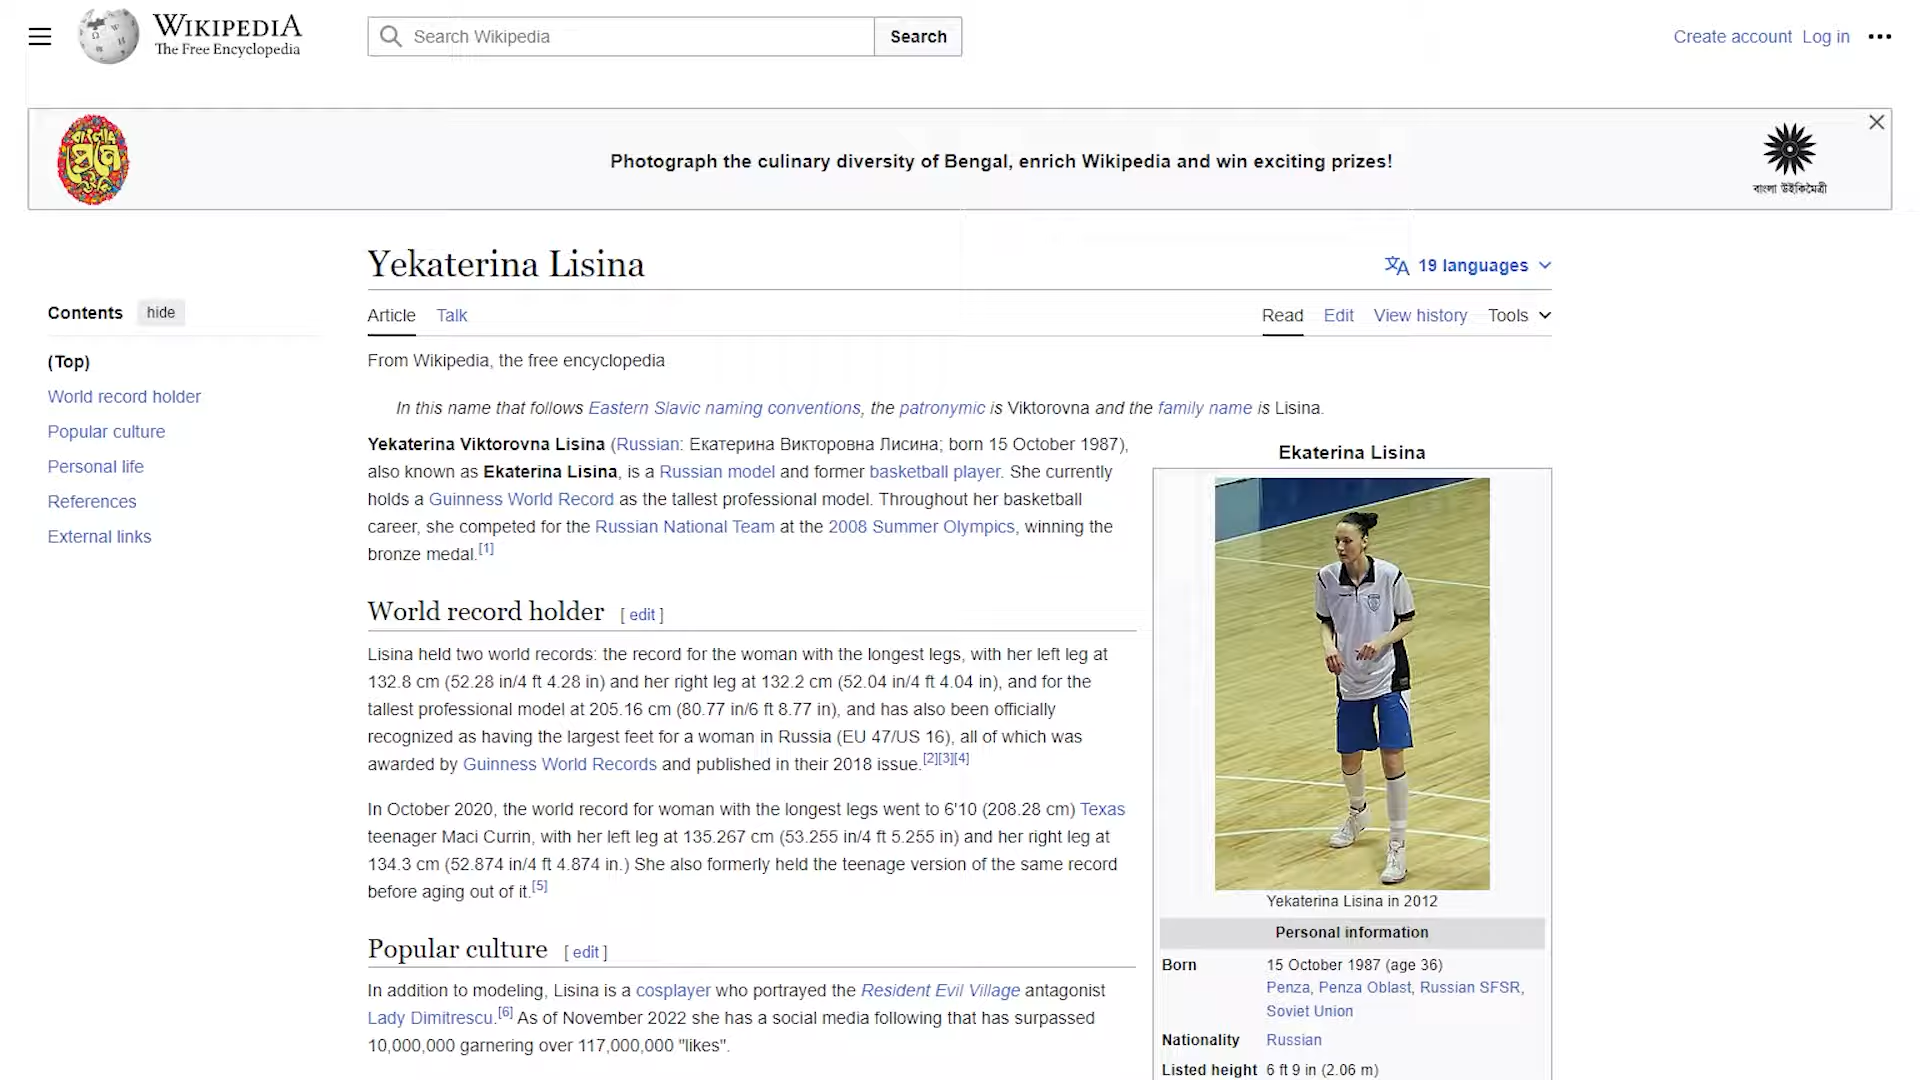 WIKIPEDIA
The Free Encyclopedia
Search Wikipedia
Search
Create account Log in
বাংলার প্রেমে উইকি
Photograph the culinary diversity of Bengal, enrich Wikipedia and win exciting prizes!
বাংলা উইকিমৈত্রী
Yekaterina Lisina
19 languages
Contents hide
Article Talk
Read Edit View history Tools
(Top)
World record holder
Popular culture
Personal life
References
External links
From Wikipedia, the free encyclopedia
In this name that follows Eastern Slavic naming conventions, the patronymic is Viktorovna and the family name is Lisina.
Yekaterina Viktorovna Lisina (Russian: Екатерина Викторовна Лисина; born 15 October 1987),
also known as Ekaterina Lisina, is a Russian model and former basketball player. She currently
holds a Guinness World Record as the tallest professional model. Throughout her basketball
career, she competed for the Russian National Team at the 2008 Summer Olympics, winning the
bronze medal.[1]
World record holder [ edit ]
Lisina held two world records: the record for the woman with the longest legs, with her left leg at
132.8 cm (52.28 in/4 ft 4.28 in) and her right leg at 132.2 cm (52.04 in/4 ft 4.04 in), and for the
tallest professional model at 205.16 cm (80.77 in/6 ft 8.77 in), and has also been officially
recognized as having the largest feet for a woman in Russia (EU 47/US 16), all of which was
awarded by Guinness World Records and published in their 2018 issue.[2][3][4]
In October 2020, the world record for woman with the longest legs went to 6'10 (208.28 cm) Texas
teenager Maci Currin, with her left leg at 135.267 cm (53.255 in/4 ft 5.255 in) and her right leg at
134.3 cm (52.874 in/4 ft 4.874 in.) She also formerly held the teenage version of the same record
before aging out of it.[5]
Popular culture [ edit ]
In addition to modeling, Lisina is a cosplayer who portrayed the Resident Evil Village antagonist
Lady Dimitrescu.[6] As of November 2022 she has a social media following that has surpassed
10,000,000 garnering over 117,000,000 "likes".
Ekaterina Lisina
Yekaterina Lisina in 2012
Personal information
Born 15 October 1987 (age 36)
Penza, Penza Oblast, Russian SFSR,
Soviet Union
Nationality Russian
Listed height 6 ft 9 in (2.06 m)